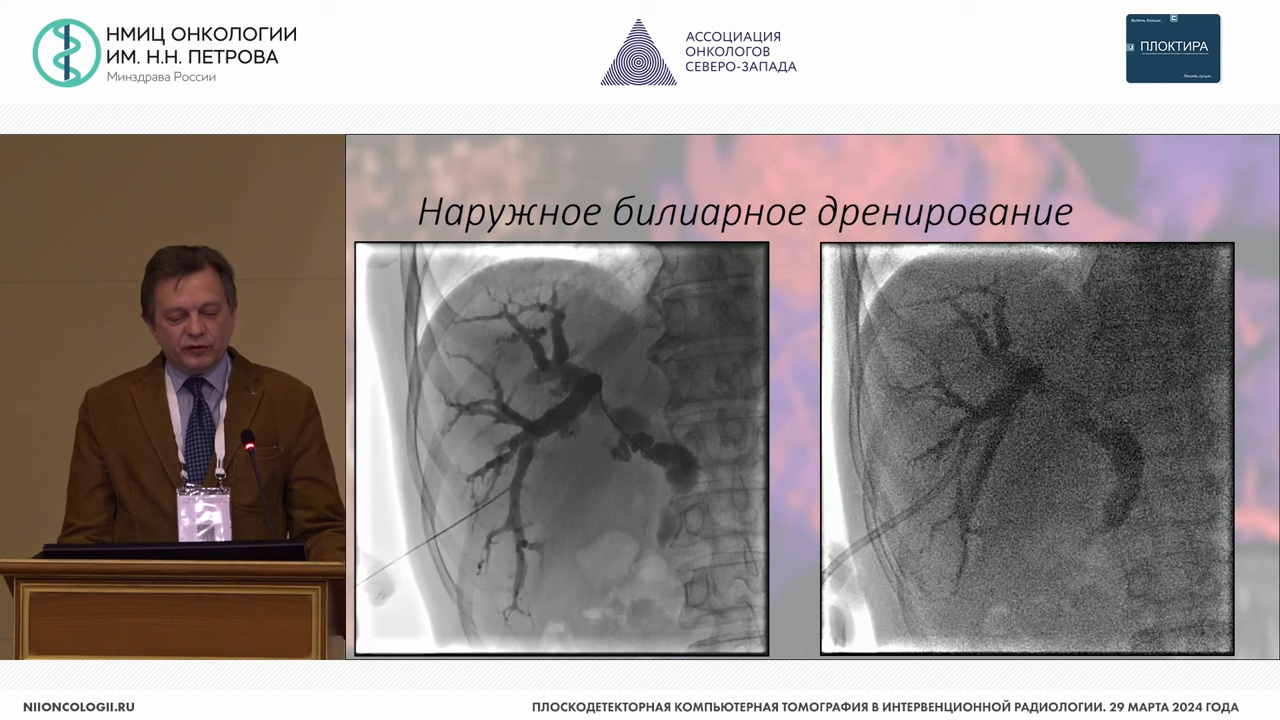 НМИЦ ОНКОЛОГИИ
ИМ. Н.Н. ПЕТРОВА
Минздрава России
АССОЦИАЦИЯ
ОНКОЛОГОВ
СЕВЕРО-ЗАПАДА
ПЛОКТИРА
Наружное билиарное дренирование
NIIONCOLOGII.RU
ПЛОСКОДЕТЕКТОРНАЯ КОМПЬЮТЕРНАЯ ТОМОГРАФИЯ В ИНТЕРВЕНЦИОННОЙ РАДИОЛОГИИ. 29 МАРТА 2024 ГОДА